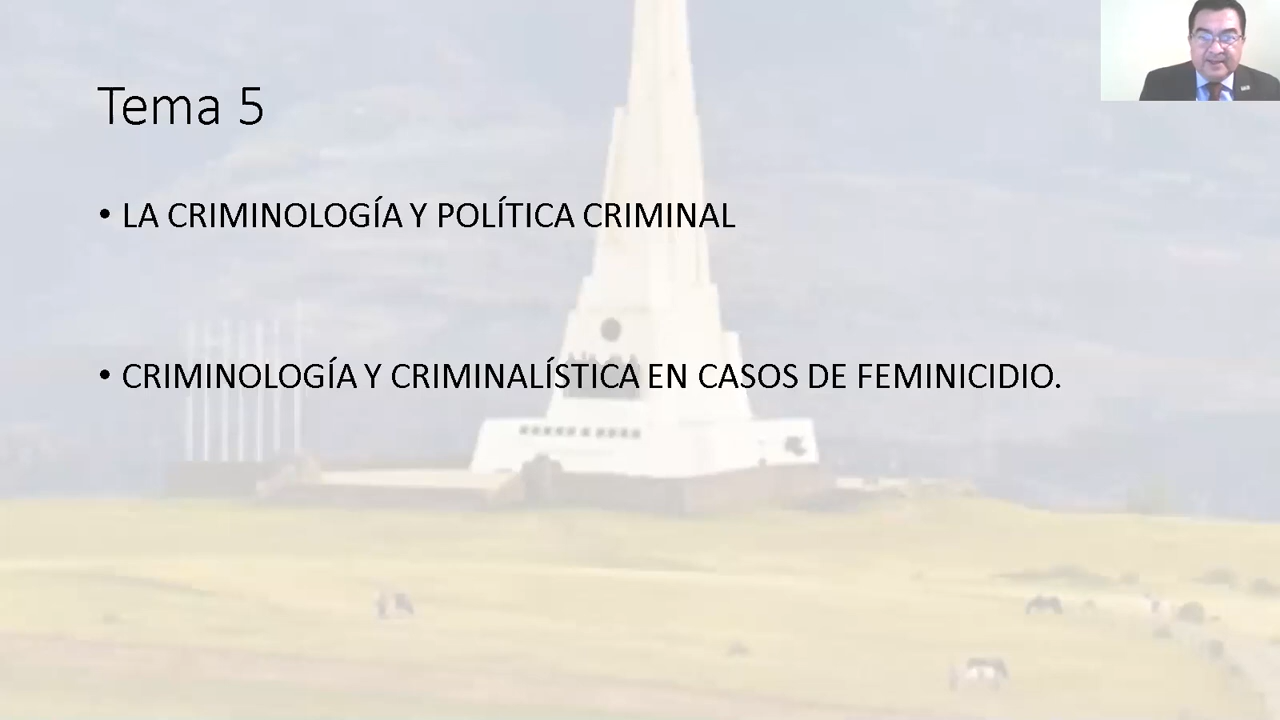 Tema 5
• LA CRIMINOLOGÍA Y POLÍTICA CRIMINAL
• CRIMINOLOGÍA Y CRIMINALÍSTICA EN CASOS DE FEMINICIDIO.